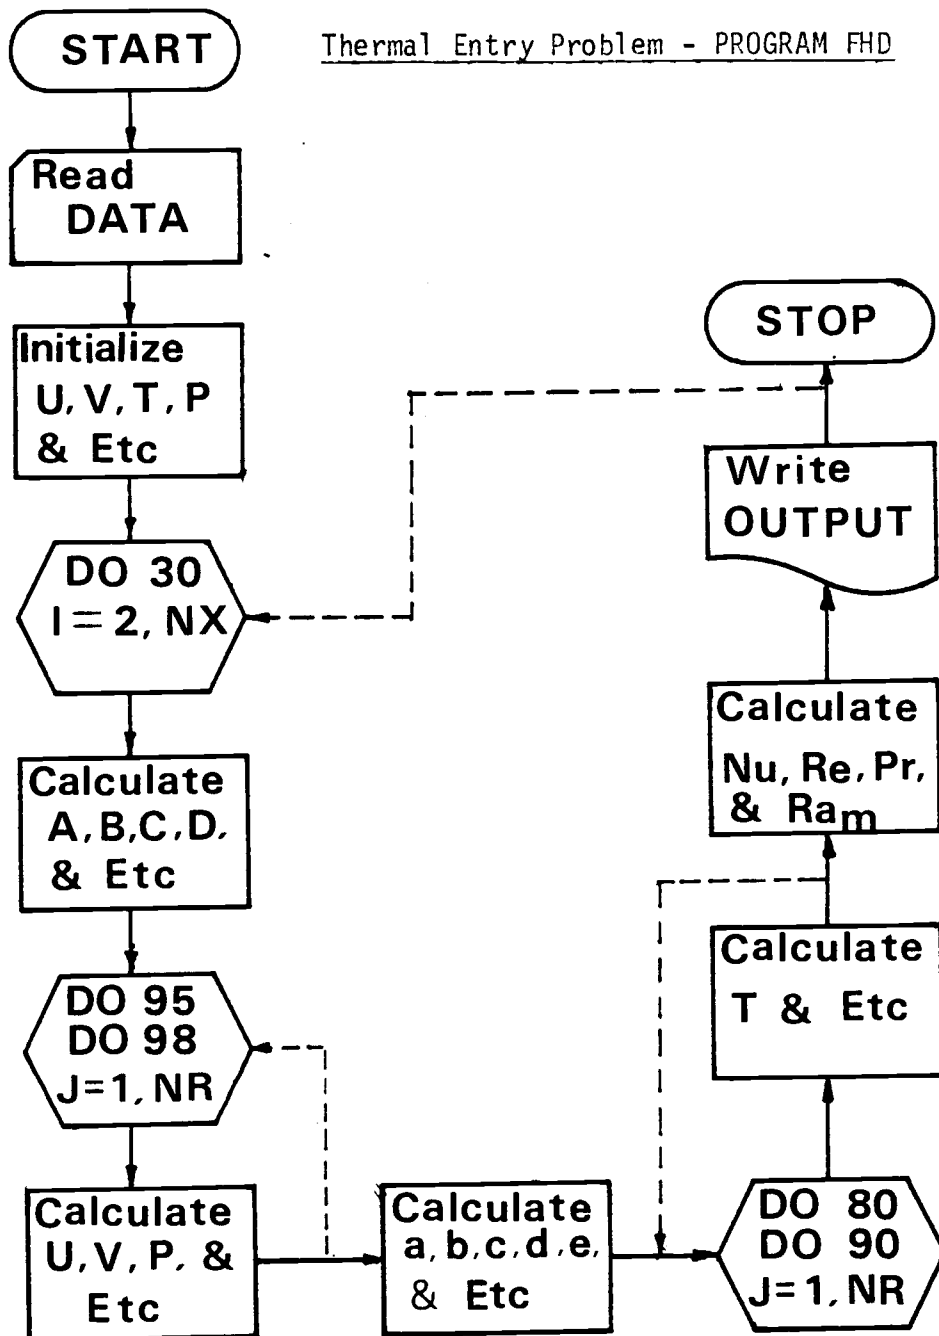 START
Thermal Entry Problem - PROGRAM FHD
Read
DATA
Initialize
U, V, T, P
& Etc
DO 30
I = 2, NX
Calculate
A, B, C, D,
& Etc
DO 95
DO 98
J=1, NR
Calculate
U, V, P, &
Etc
Calculate
a, b, c, d, e,
& Etc
DO 80
DO 90
J=1, NR
Calculate
T & Etc
Calculate
Nu, Re, Pr,
& Ram
Write
OUTPUT
STOP